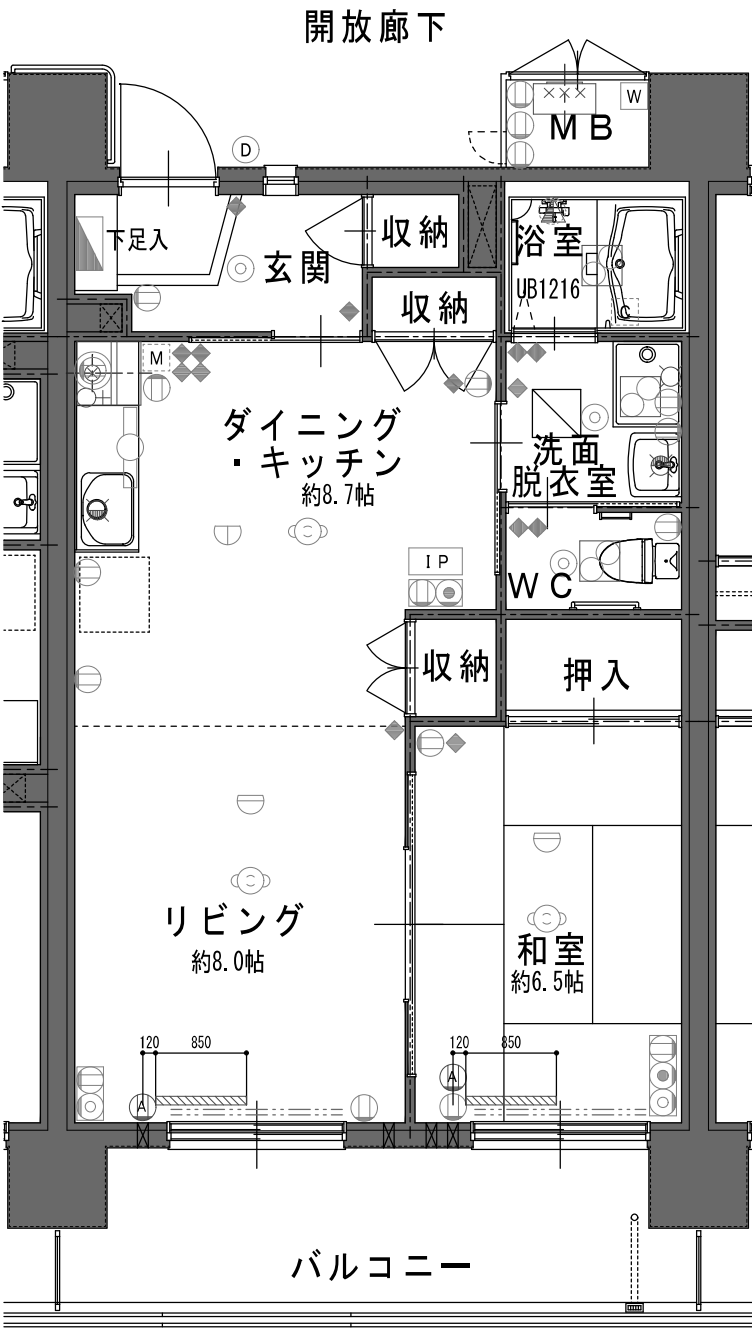 開放廊下
W
MB
D
下足入
玄関
収納
収納
浴室
UB1216
M
ダイニング
・キッチン
約8.7帖
洗面
脱衣室
IP
WC
収納
押入
リビング
約8.0帖
和室
約6.5帖
120 850
120 850
A
A
バルコニー